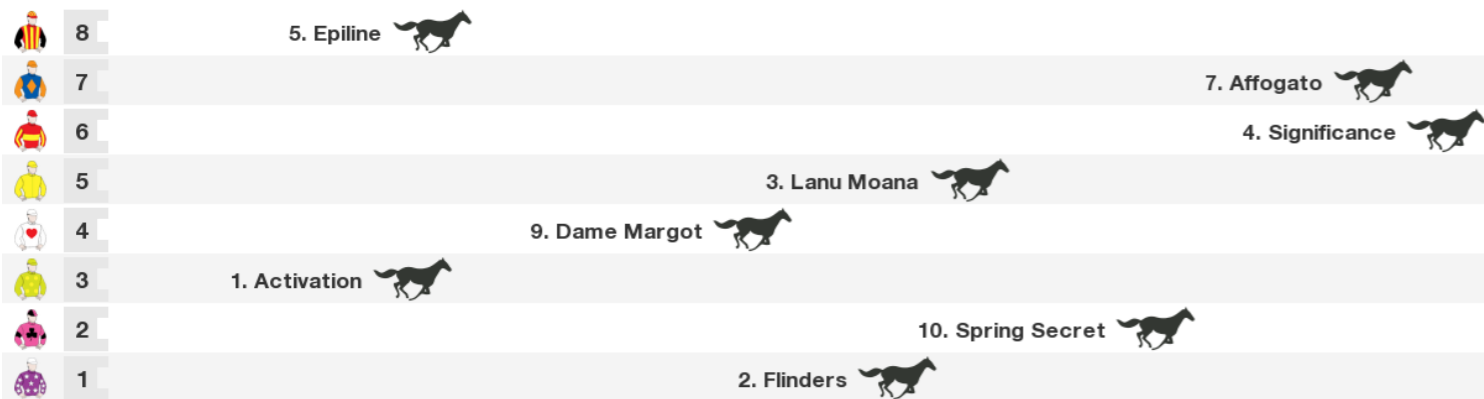 8 5. Epiline
7 7. Affogato
6 4. Significance
5 3. Lanu Moana
4 9. Dame Margot
3 1. Activation
2 10. Spring Secret
1 2. Flinders